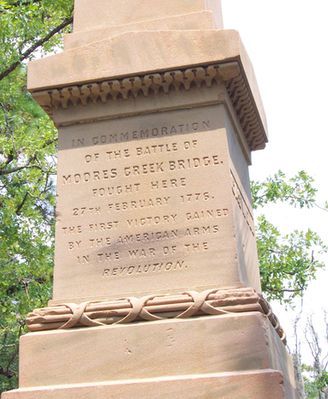 IN COMMEMORATION
OF THE BATTLE OF
MOORES CREEK BRIDGE.
FOUGHT HERE
27TH FEBRUARY 1776.
THE FIRST VICTORY GAINED
BY THE AMERICAN ARMS
IN THE WAR OF THE
REVOLUTION.